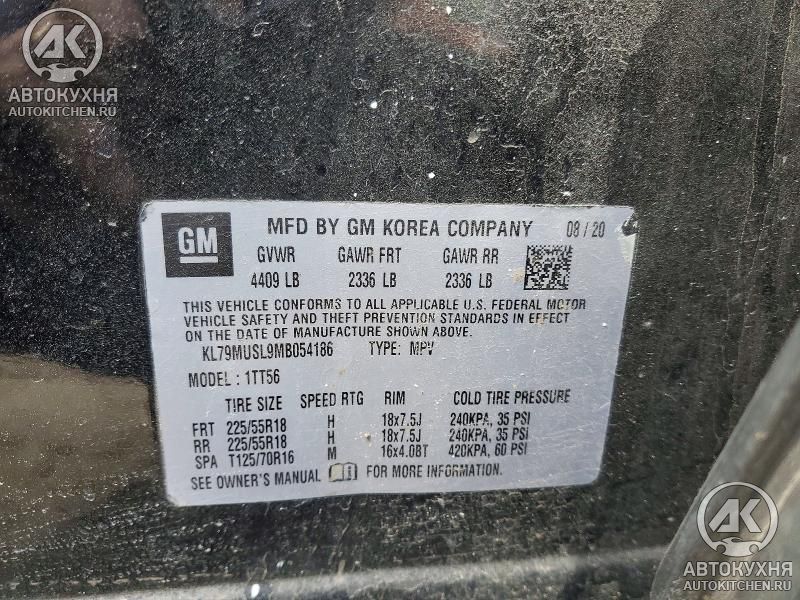 АВТОКУХНЯ
AUTOKITCHEN.RU
GM MFD BY GM KOREA COMPANY 08/20
GVWR GAWR FRT GAWR RR
4409 LB 2336 LB 2336 LB
THIS VEHICLE CONFORMS TO ALL APPLICABLE U.S. FEDERAL MOTOR
VEHICLE SAFETY AND THEFT PREVENTION STANDARDS IN EFFECT
ON THE DATE OF MANUFACTURE SHOWN ABOVE.
KL79MUSL9MB054186 TYPE: MPV
MODEL : 1TT56
TIRE SIZE SPEED RTG RIM COLD TIRE PRESSURE
FRT 225/55R18 H 18x7.5J 240KPA, 35 PSI
RR 225/55R18 H 18x7.5J 240KPA, 35 PSI
SPA T125/70R16 M 16x4.0BT 420KPA, 60 PSI
SEE OWNER'S MANUAL FOR MORE INFORMATION.
АК
АВТОКУХНЯ
AUTOKITCHEN.RU